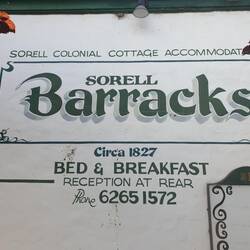 SORELL COLONIAL COTTAGE ACCOMMODAT
SORELL
Barracks
Circa 1827
BED & BREAKFAST
RECEPTION AT REAR
Phone 6265 1572